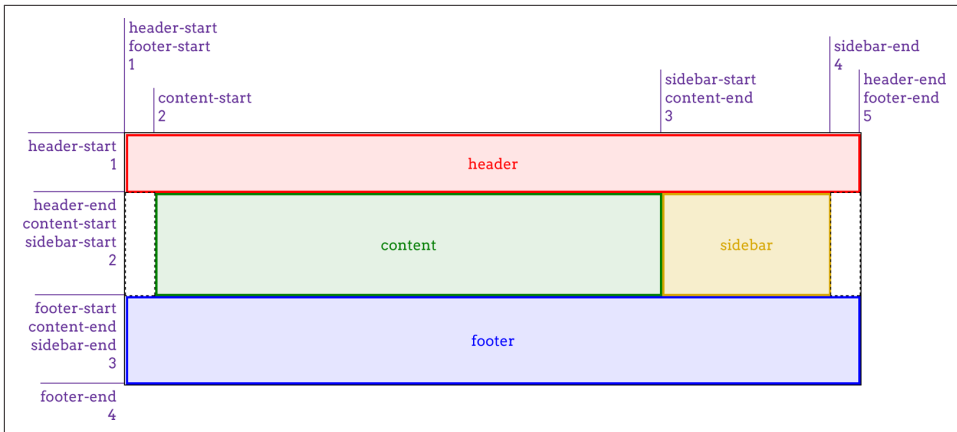 header-start
footer-start
1
content-start
2
sidebar-start
content-end
3
sidebar-end
4
header-end
footer-end
5
header-start
1
header
header-end
content-start
sidebar-start
2
content
sidebar
footer-start
content-end
sidebar-end
3
footer
footer-end
4